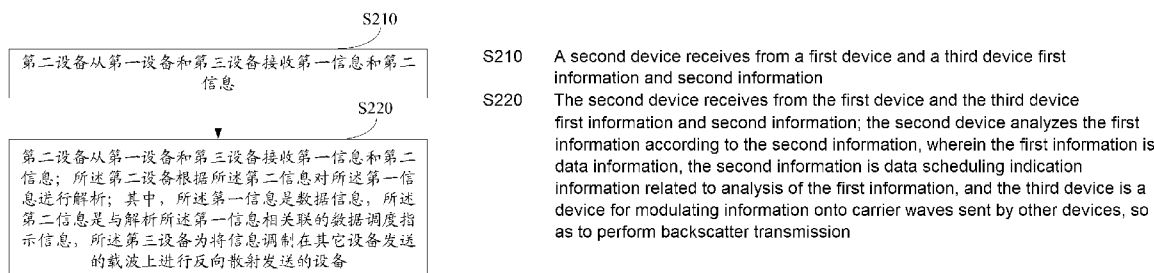 S210
第二设备从第一设备和第三设备接收第一信息和第二
信息
S220
第二设备从第一设备和第三设备接收第一信息和第二
信息；所述第二设备根据所述第二信息对所述第一信
息进行解析；其中，所述第一信息是数据信息，所述
第二信息是与解析所述第一信息相关联的数据调度指
示信息，所述第三设备为将信息调制在其它设备发送
的载波上进行反向散射发送的设备
S210 A second device receives from a first device and a third device first
information and second information
S220 The second device receives from the first device and the third device
first information and second information; the second device analyzes the first
information according to the second information, wherein the first information is
data information, the second information is data scheduling indication
information related to analysis of the first information, and the third device is a
device for modulating information onto carrier waves sent by other devices, so
as to perform backscatter transmission